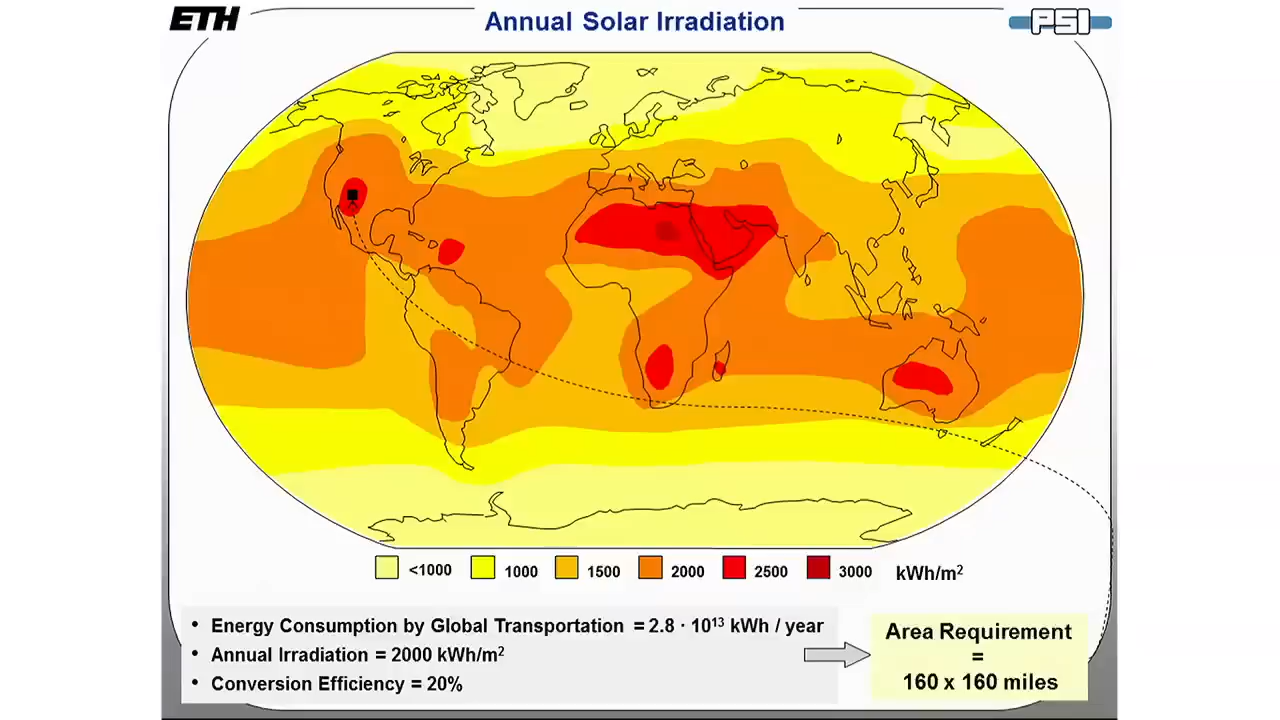 ETH
Annual Solar Irradiation
PSI
<1000
1000
1500
2000
2500
3000
kWh/m²
• Energy Consumption by Global Transportation = 2.8 · 10¹³ kWh / year
• Annual Irradiation = 2000 kWh/m²
• Conversion Efficiency = 20%
Area Requirement
=
160 x 160 miles